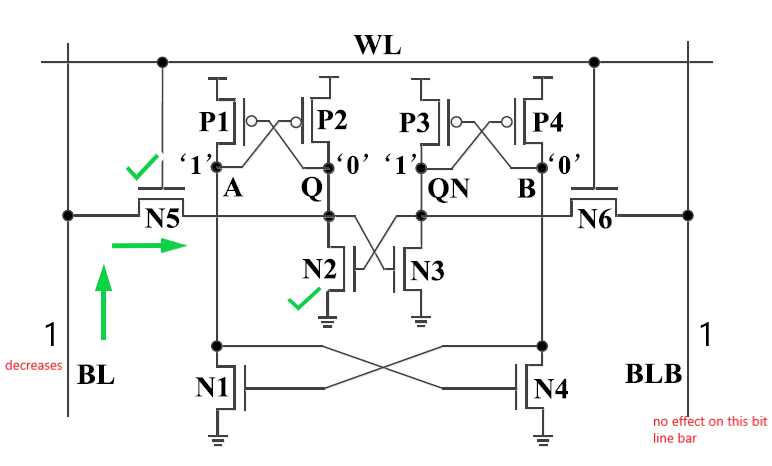 WL
P1
P2
P3
P4
‘1’
‘0’
‘1’
‘0’
A
Q
QN
B
N5
N6
N2
N3
1
1
decreases
BL
BLB
N1
N4
no effect on this bit
line bar